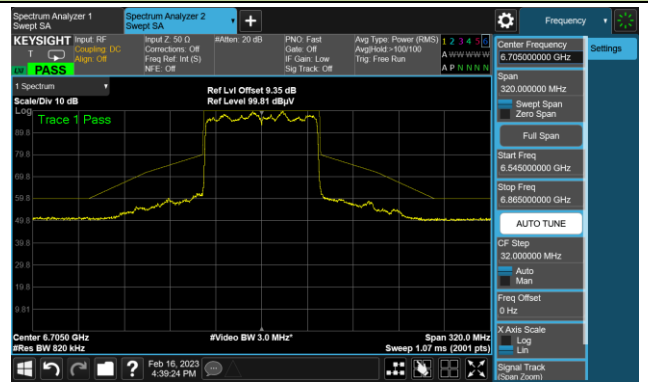 Spectrum Analyzer 1
Swept SA
Spectrum Analyzer 2
Swept SA
Frequency
KEYSIGHT
Input: RF
Coupling: DC
Align: Off
Input Z: 50 Ω
Corrections: Off
Freq Ref: Int (S)
NFE: Off
#Atten: 20 dB
PNO: Fast
Gate: Off
IF Gain: Low
Sig Track: Off
Avg Type: Power (RMS)
Avg|Hold:>100/100
Trig: Free Run
1 2 3 4 5 6
A W W W W W
A P N N N N
PASS
1 Spectrum
Scale/Div 10 dB
Ref Lvl Offset 9.35 dB
Ref Level 99.81 dBµV
Log
Trace 1 Pass
89.8
79.8
69.8
59.8
49.8
39.8
29.8
19.8
9.81
Center 6.7050 GHz
#Res BW 820 kHz
#Video BW 3.0 MHz*
Span 320.0 MHz
Sweep 1.07 ms (2001 pts)
Feb 16, 2023
4:39:24 PM
Center Frequency
6.705000000 GHz
Settings
Span
320.000000 MHz
Swept Span
Zero Span
Full Span
Start Freq
6.545000000 GHz
Stop Freq
6.865000000 GHz
AUTO TUNE
CF Step
32.000000 MHz
Auto
Man
Freq Offset
0 Hz
X Axis Scale
Log
Lin
Signal Track
(Span Zoom)